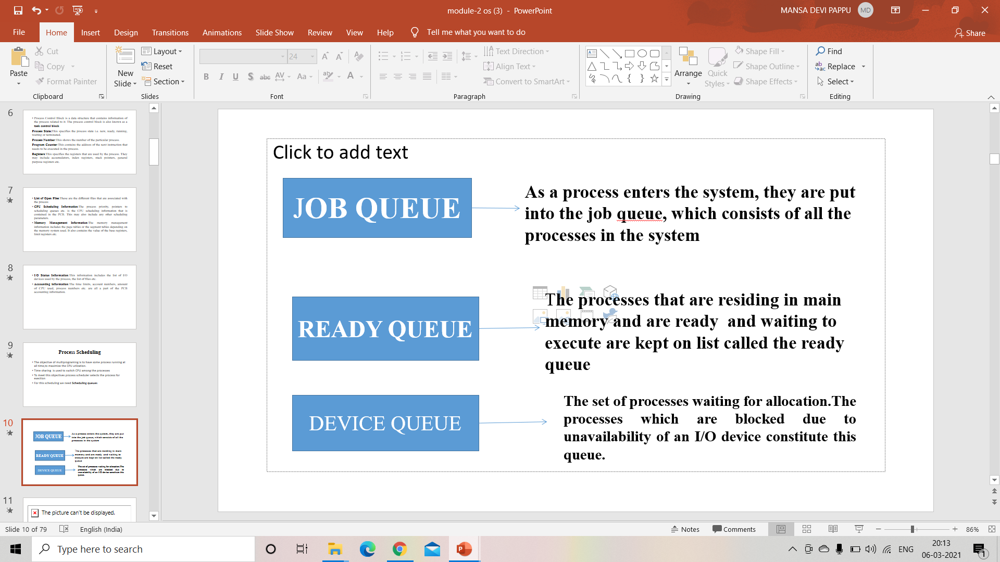 module-2 os (3) - PowerPoint
MANSA DEVI PAPPU MD
File Home Insert Design Transitions Animations Slide Show Review View Help Tell me what you want to do Share
Paste
Cut
Copy
Format Painter
Clipboard
New Slide
Layout
Reset
Section
Slides
24
B I U S abc AV Aa A
Font
Text Direction
Align Text
Convert to SmartArt
Paragraph
Arrange
Quick Styles
Shape Fill
Shape Outline
Shape Effects
Drawing
Find
Replace
Select
Editing
6
• Process Control Block is a data structure that contains information of
the process related to it. The process control block is also known as a
task control block
Process State:This specifies the process state i.e. new, ready, running,
waiting or terminated.
Process Number:This shows the number of the particular process.
Program Counter:This contains the address of the next instruction that
needs to be executed in the process.
Registers:This specifies the registers that are used by the process. They
may include accumulators, index registers, stack pointers, general
purpose registers etc.
7
• List of Open Files:These are the different files that are associated with
the process
• CPU Scheduling Information:The process priority, pointers to
scheduling queues etc. is the CPU scheduling information that is
contained in the PCB. This may also include any other scheduling
parameters.
• Memory Management Information:The memory management
information includes the page tables or the segment tables depending on
the memory system used. It also contains the value of the base registers,
limit registers etc.
8
• I/O Status Information:This information includes the list of I/O
devices used by the process, the list of files etc.
• Accounting information:The time limits, account numbers, amount
of CPU used, process numbers etc. are all a part of the PCB
accounting information.
9
Process Scheduling
• The objective of multiprograming is to have some process running at
all time,to maximize the CPU utilization.
• Time sharing is used to switch CPU among the processes
• To meet this objectives process scheduler selects the process for
• For this scheduling we need Scheduling queues
10
JOB QUEUE
As a process enters the system, they are put
into the job queue, which consists of all the
processes in the system
READY QUEUE
The processes that are residing in main
memory and are ready and waiting to
execute are kept on list called the ready
queue
DEVICE QUEUE
The set of processes waiting for allocation.The
processes which are blocked due to
unavailability of an I/O device constitute this
queue.
11
The picture can't be displayed.
Click to add text
JOB QUEUE
As a process enters the system, they are put
into the job queue, which consists of all the
processes in the system
READY QUEUE
The processes that are residing in main
memory and are ready and waiting to
execute are kept on list called the ready
queue
DEVICE QUEUE
The set of processes waiting for allocation.The
processes which are blocked due to
unavailability of an I/O device constitute this
queue.
Slide 10 of 79 English (India) Notes Comments 86%
Type here to search
ENG
20:13
06-03-2021
1